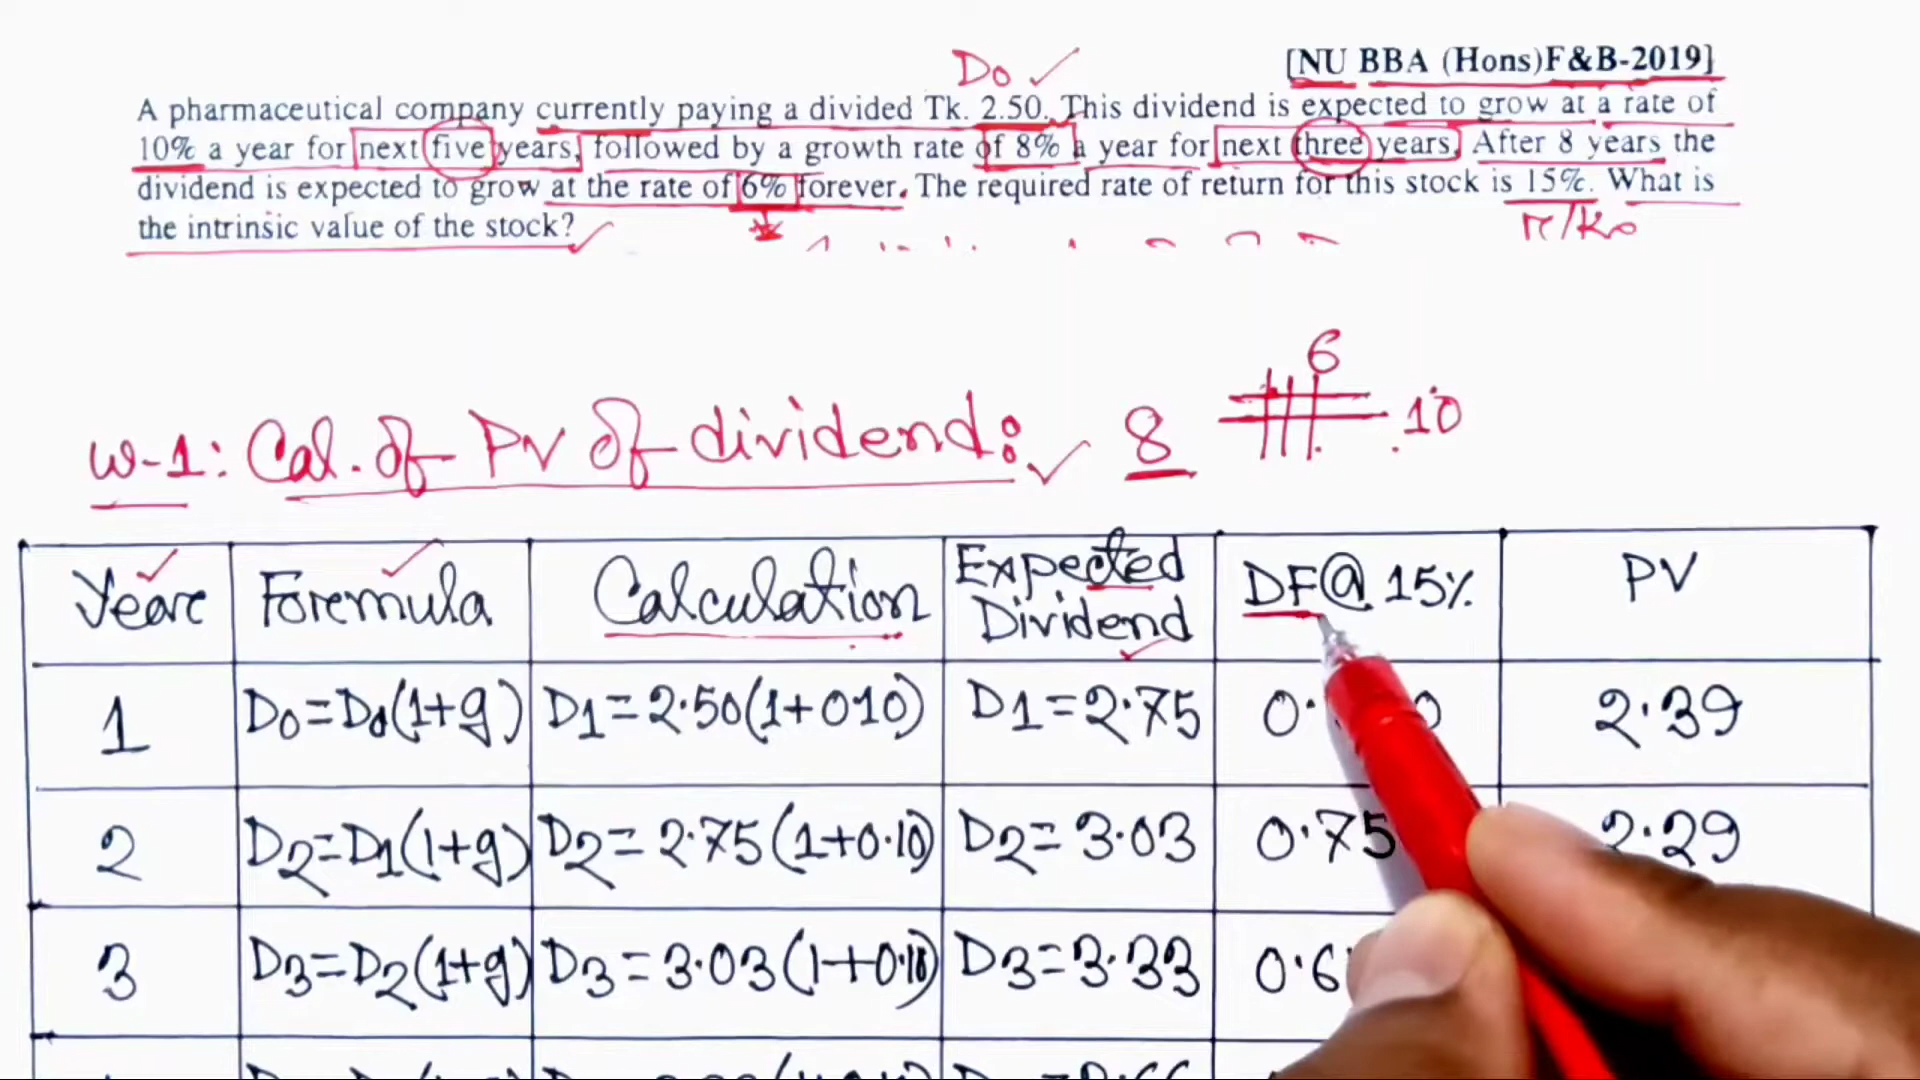 Do
[NU BBA (Hons)F&B-2019]
A pharmaceutical company currently paying a divided Tk. 2.50. This dividend is expected to grow at a rate of
10% a year for next five years, followed by a growth rate of 8% a year for next three years. After 8 years the
dividend is expected to grow at the rate of 6% forever. The required rate of return for this stock is 15%. What is
the intrinsic value of the stock?
r/ko
6
w-1: Cal. of PV of dividend: 8 .10
Year Formula Calculation Expected Dividend DF@ 15% PV
1 D0=D0(1+g) D1=2.50(1+010) D1=2.75 2.39
2 D2=D1(1+g) D2=2.75(1+0.10) D2=3.03 0.75 2.29
3 D3=D2(1+g) D3=3.03(1+0.10) D3=3.33 0.6